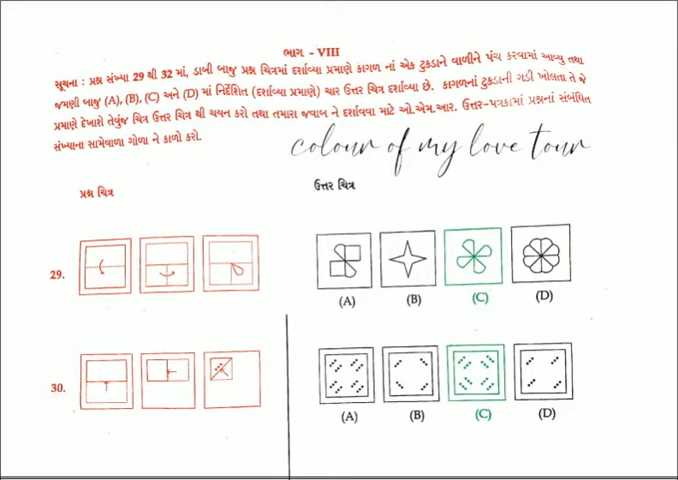 ભાગ - VIII
સૂચના : પ્રશ્ન સંખ્યા 29 થી 32 માં, ડાબી બાજુ પ્રશ્ન ચિત્રમાં દર્શાવ્યા પ્રમાણે કાગળ નાં એક ટુકડાને વાળીને પંચ કરવામાં આવ્યુ તથા
જમણી બાજુ (A), (B), (C) અને (D) માં નિર્દેશિત (દર્શાવ્યા પ્રમાણે) ચાર ઉત્તર ચિત્ર દર્શાવ્યા છે. કાગળનાં ટુકડાની ગડી ખોલતા તે જે
પ્રમાણે દેખાશે તેવુંજ ચિત્ર ઉત્તર ચિત્ર થી ચયન કરો તથા તમારા જવાબ ને દર્શાવવા માટે ઓ.એમ.આર. ઉત્તર-પત્રકામાં પ્રશ્નનાં સંબંધિત
સંખ્યાના સામેવાળા ગોળા ને કાળો કરો.
colour of my love tour
પ્રશ્ન ચિત્ર ઉત્તર ચિત્ર
29.
(A) (B) (C) (D)
30.
(A) (B) (C) (D)